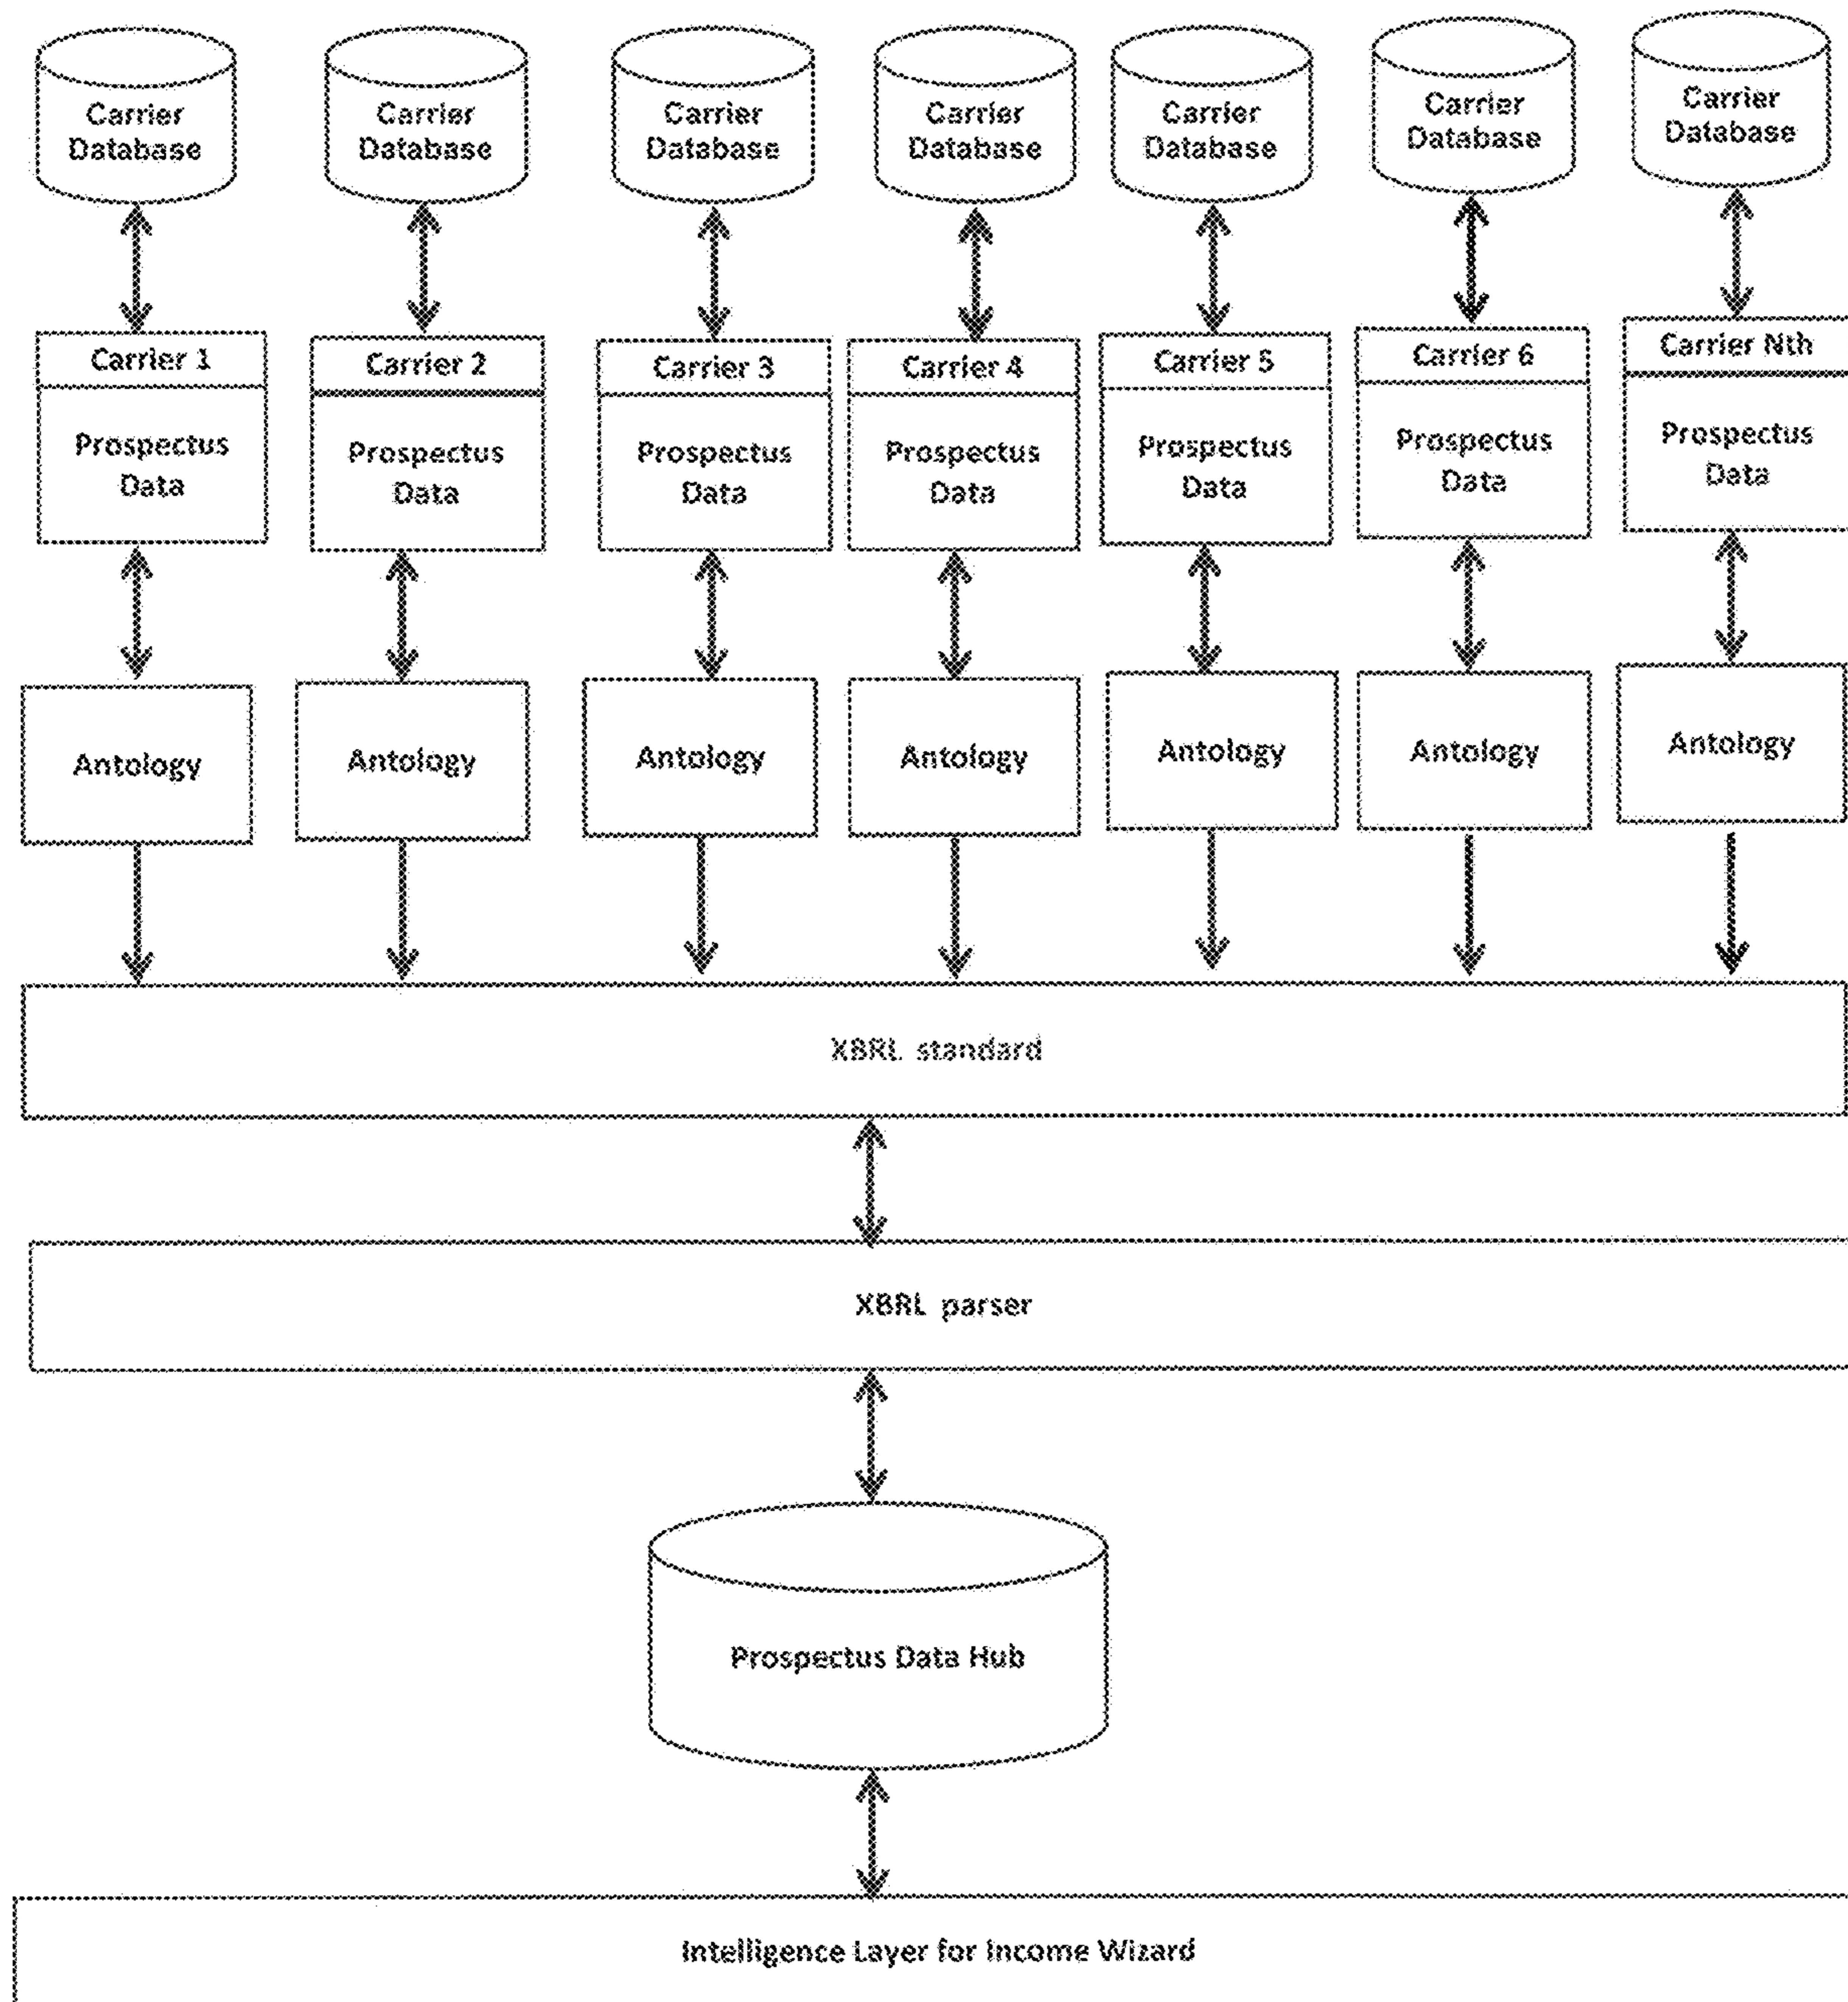 Carrier
Database
Carrier
Database
Carrier
Database
Carrier
Database
Carrier
Database
Carrier
Database
Carrier
Database
Carrier 1
Prospectus
Data
Carrier 2
Prospectus
Data
Carrier 3
Prospectus
Data
Carrier 4
Prospectus
Data
Carrier 5
Prospectus
Data
Carrier 6
Prospectus
Data
Carrier Nth
Prospectus
Data
Antology
Antology
Antology
Antology
Antology
Antology
Antology
XBRL standard
XBRL parser
Prospectus Data Hub
Intelligence Layer for Income Wizard